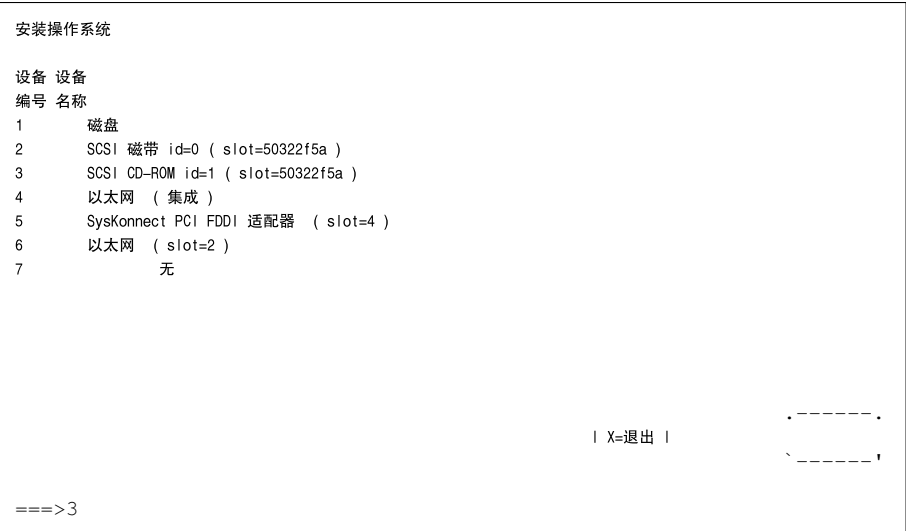 安装操作系统
设备 设备
编号 名称
1 磁盘
2 SCSI 磁带 id=0 ( slot=50322f5a )
3 SCSI CD-ROM id=1 ( slot=50322f5a )
4 以太网 ( 集成 )
5 SysKonnect PCI FDDI 适配器 ( slot=4 )
6 以太网 ( slot=2 )
7 无
.------.
| X=退出 |
`------'
===>3